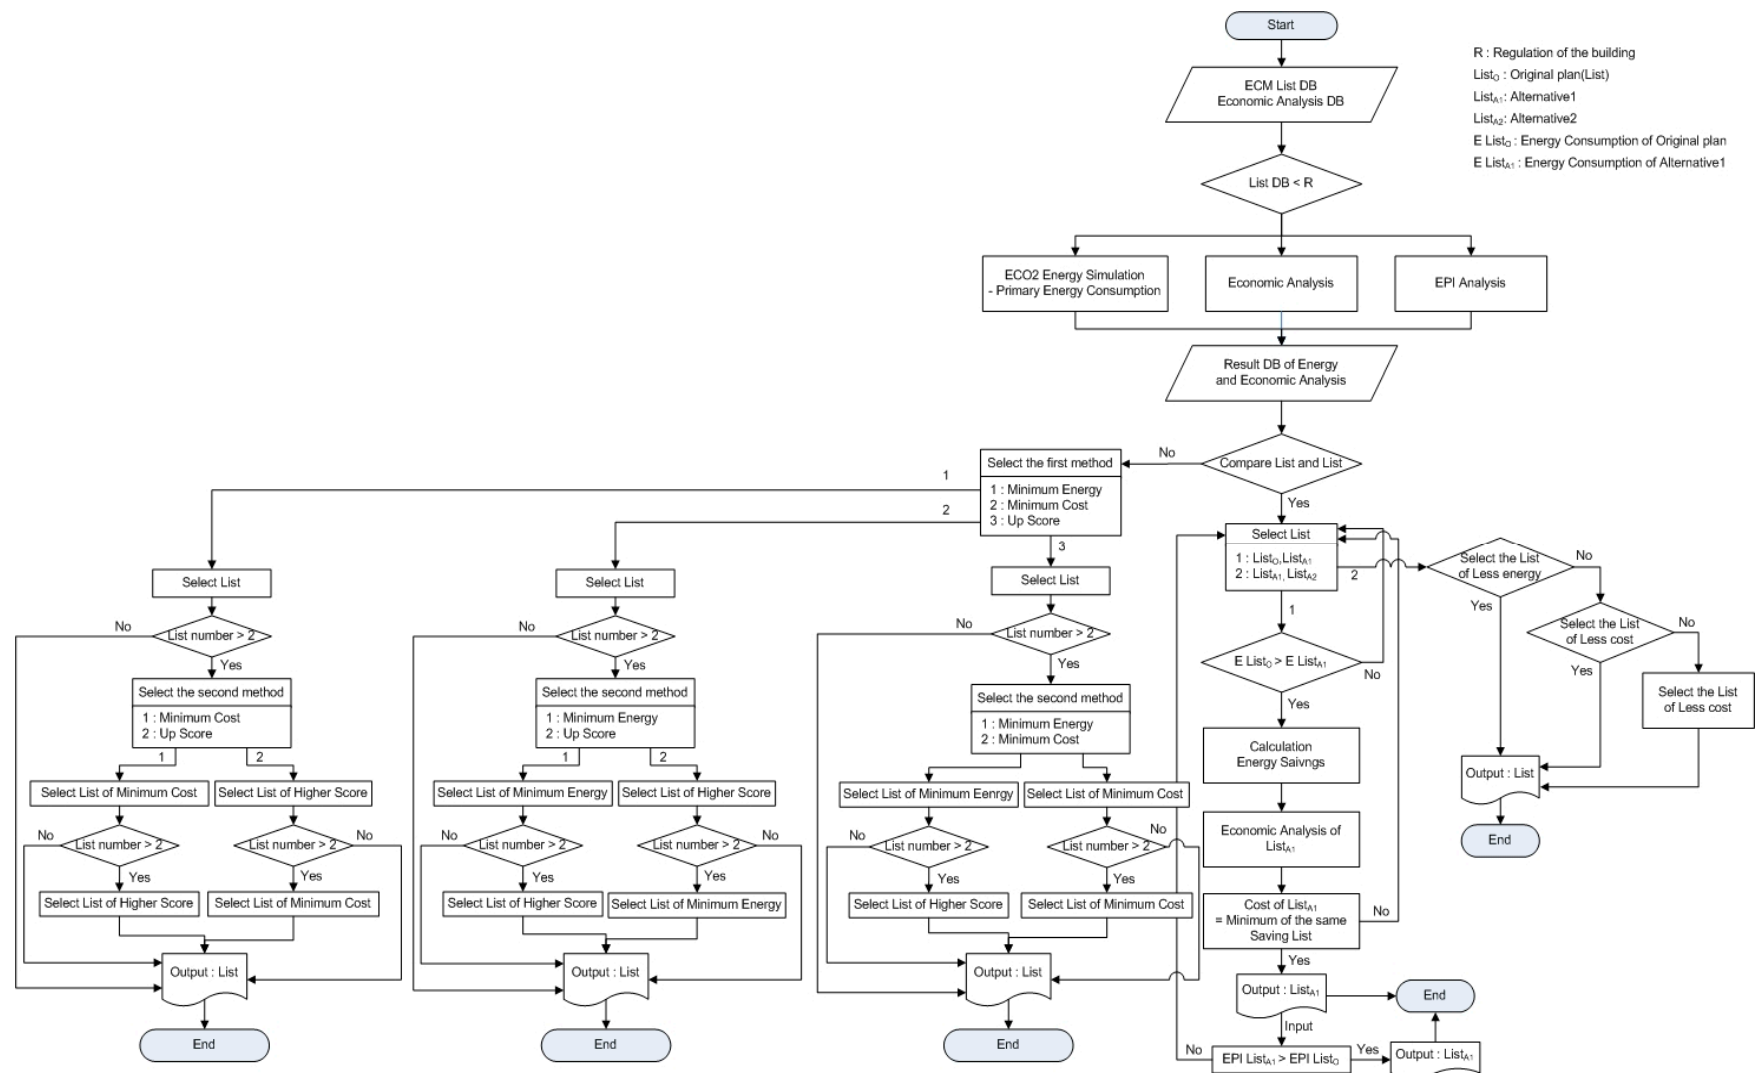 Start
R : Regulation of the building
ListO : Original plan(List)
ListA1: Alternative1
ListA2: Alternative2
E ListO : Energy Consumption of Original plan
E ListA1 : Energy Consumption of Alternative1
ECM List DB
Economic Analysis DB
List DB < R
ECO2 Energy Simulation
- Primary Energy Consumption
Economic Analysis
EPI Analysis
Result DB of Energy
and Economic Analysis
Compare List and List
No
Yes
Select the first method
1 : Minimum Energy
2 : Minimum Cost
3 : Up Score
1
2
3
Select List
List number > 2
No
Yes
Select the second method
1 : Minimum Cost
2 : Up Score
1
2
Select List of Minimum Cost
Select List of Higher Score
No
List number > 2
Yes
List number > 2
No
Yes
Select List of Higher Score
Select List of Minimum Cost
Output : List
End
Select List
List number > 2
No
Yes
Select the second method
1 : Minimum Energy
2 : Up Score
1
2
Select List of Minimum Energy
Select List of Higher Score
No
List number > 2
Yes
List number > 2
No
Yes
Select List of Higher Score
Select List of Minimum Energy
Output : List
End
Select List
List number > 2
No
Yes
Select the second method
1 : Minimum Energy
2 : Minimum Cost
Select List of Minimum Eenrgy
Select List of Minimum Cost
No
List number > 2
Yes
List number > 2
No
Yes
Select List of Higher Score
Select List of Minimum Cost
Output : List
End
Select List
1 : ListO,ListA1
2 : ListA1, ListA2
1
2
E ListO > E ListA1
No
Yes
Calculation
Energy Saivngs
Economic Analysis of
ListA1
Cost of ListA1
= Minimum of the same
Saving List
No
Yes
Output : ListA1
End
Input
EPI ListA1 > EPI ListO
No
Yes
Output : ListA1
Select the List
of Less energy
No
Yes
Select the List
of Less cost
No
Yes
Select the List
of Less cost
Output : List
End